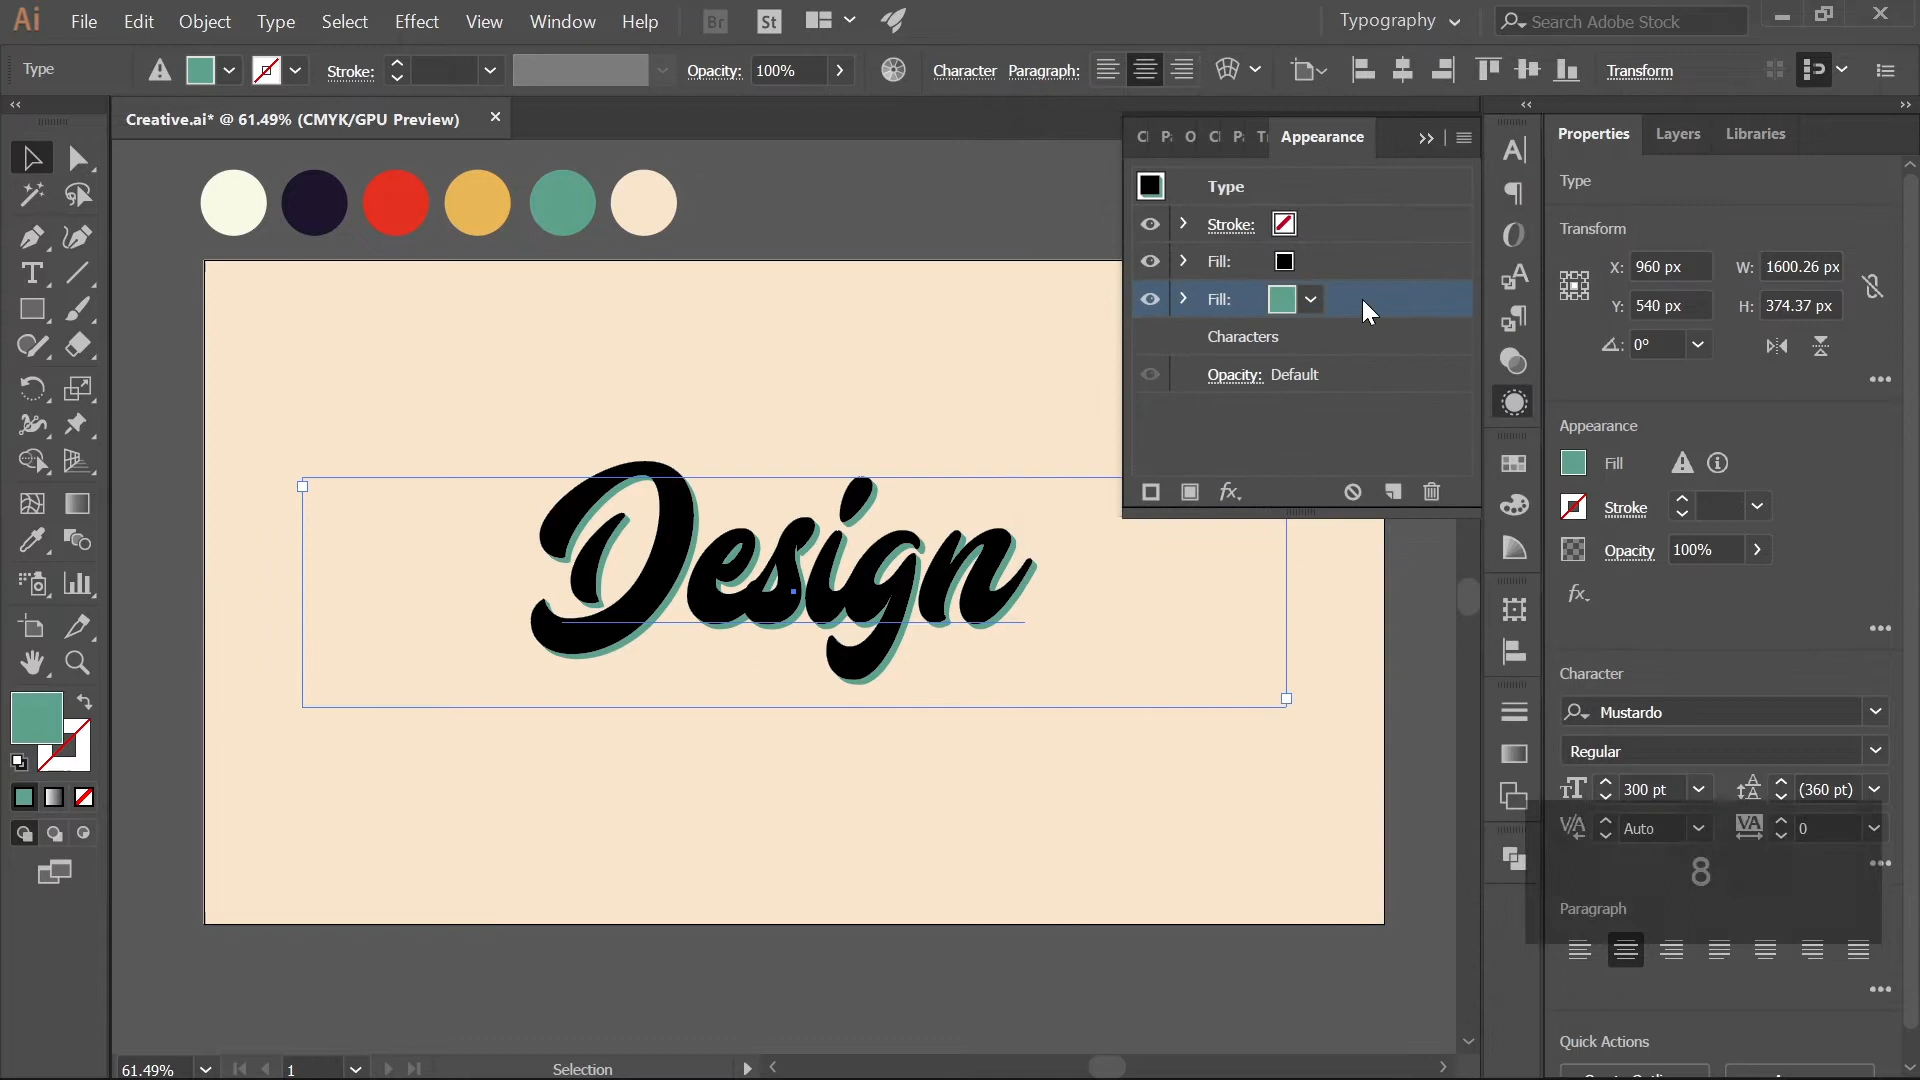 Ai File Edit Object Type Select Effect View Window Help Br St Typography Search Adobe Stock
Type Stroke: Opacity: 100% Character Paragraph: Transform
Creative.ai* @ 61.49% (CMYK/GPU Preview)
Appearance
Type
Stroke:
Fill:
Fill:
Characters
Opacity: Default
fx
Design
Properties Layers Libraries
Type
Transform
X: 960 px W: 1600.26 px
Y: 540 px H: 374.37 px
0°
Appearance
Fill
Stroke
Opacity 100%
fx
Character
Mustardo
Regular
300 pt (360 pt)
Auto 0
8
Paragraph
Quick Actions
61.49% 1 Selection